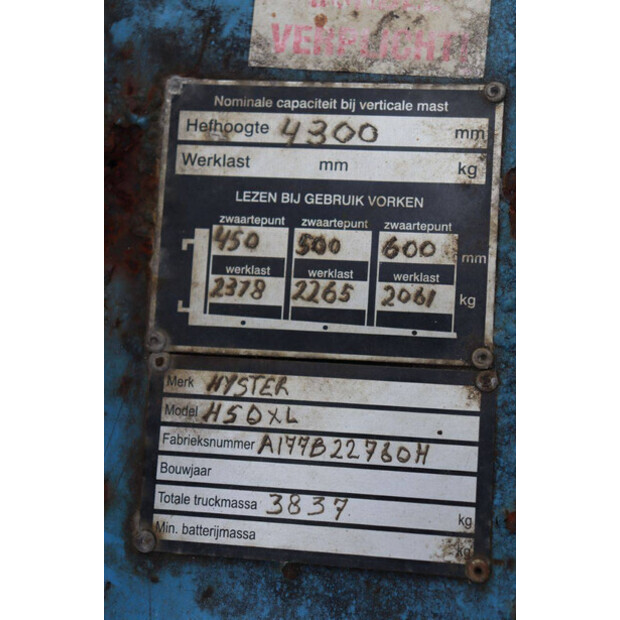 VERPLICHT!
Nominale capaciteit bij verticale mast
Hefhoogte 4300 mm
Werklast mm kg
LEZEN BIJ GEBRUIK VORKEN
zwaartepunt zwaartepunt zwaartepunt
450 500 600 mm
werklast werklast werklast
2378 2265 2061 kg
Merk HYSTER
Model H50XL
Fabrieksnummer A177B22760H
Bouwjaar
Totale truckmassa 3837 kg
Min. batterijmassa kg